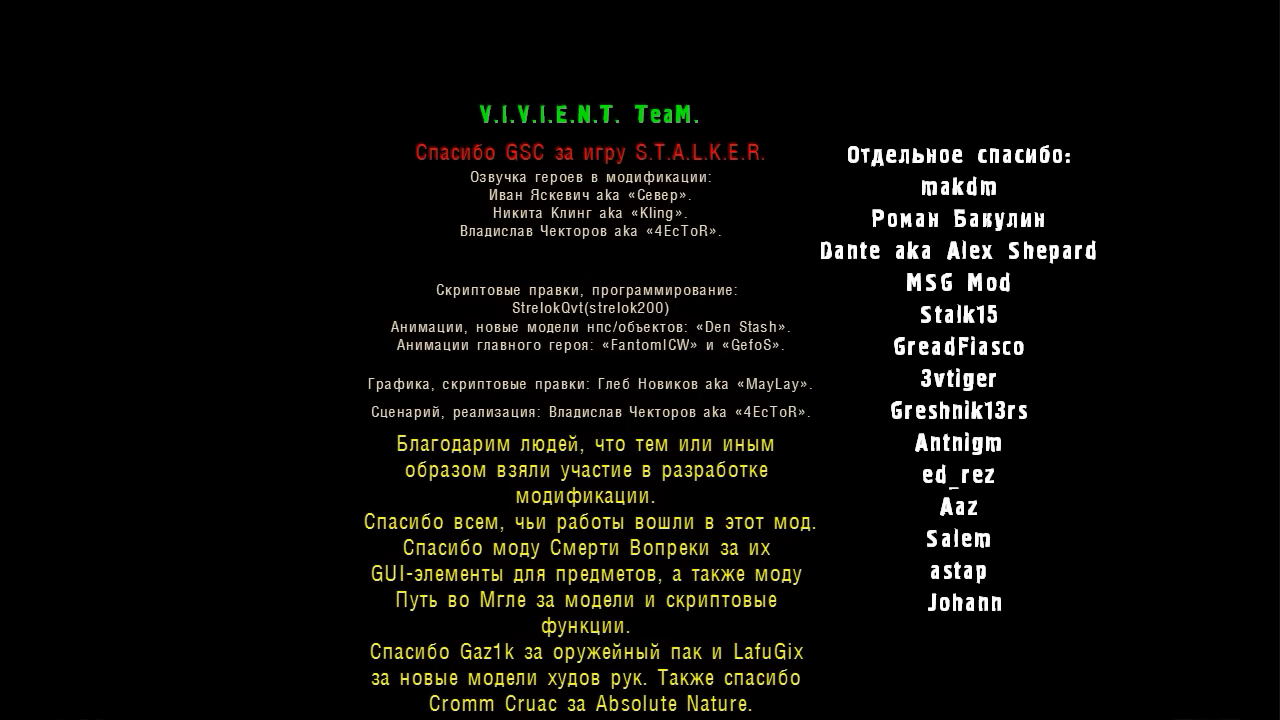 V.I.V.I.E.N.T. TeaM.
Спасибо GSC за игру S.T.A.L.K.E.R.
Озвучка героев в модификации:
Иван Яскевич aka «Север».
Никита Клинг aka «Kling».
Владислав Чекторов aka «4EcToR».
Скриптовые правки, программирование:
StrelokQvt(strelok200)
Анимации, новые модели нпс/объектов: «Den Stash».
Анимации главного героя: «FantomICW» и «GefoS».
Графика, скриптовые правки: Глеб Новиков aka «MayLay».
Сценарий, реализация: Владислав Чекторов aka «4EcToR».
Благодарим людей, что тем или иным
образом взяли участие в разработке
модификации.
Спасибо всем, чьи работы вошли в этот мод.
Спасибо моду Смерти Вопреки за их
GUI-элементы для предметов, а также моду
Путь во Мгле за модели и скриптовые
функции.
Спасибо Gaz1k за оружейный пак и LafuGix
за новые модели худов рук. Также спасибо
Cromm Cruac за Absolute Nature.
Отдельное спасибо:
makdm
Роман Бакулин
Dante aka Alex Shepard
MSG Mod
Stalk15
GreadFiasco
3vtiger
Greshnik13rs
Antnigm
ed_rez
Aaz
Salem
astap
Johann